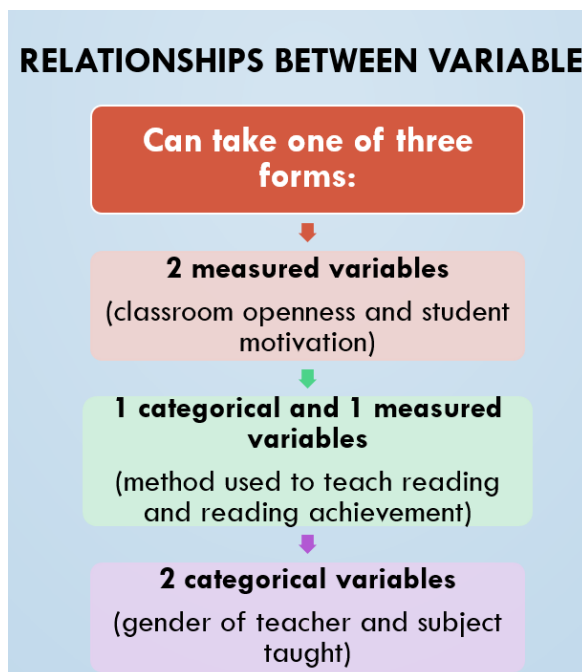 RELATIONSHIPS BETWEEN VARIABLE
Can take one of three
forms:
2 measured variables
(classroom openness and student
motivation)
1 categorical and 1 measured
variables
(method used to teach reading
and reading achievement)
2 categorical variables
(gender of teacher and subject
taught)